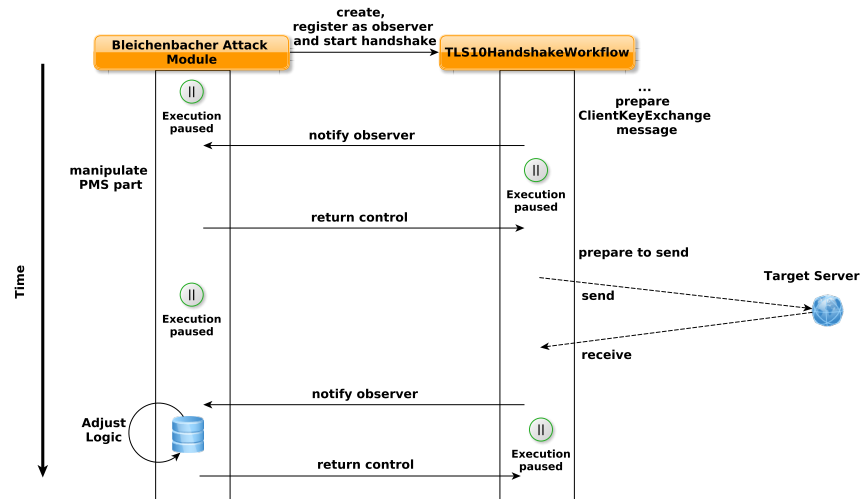 create,
register as observer
and start handshake
Bleichenbacher Attack
Module
TLS10HandshakeWorkflow
...
prepare
ClientKeyExchange
message
Execution
paused
notify observer
manipulate
PMS part
Execution
paused
return control
prepare to send
Time
Target Server
send
Execution
paused
receive
notify observer
Adjust
Logic
Execution
paused
return control